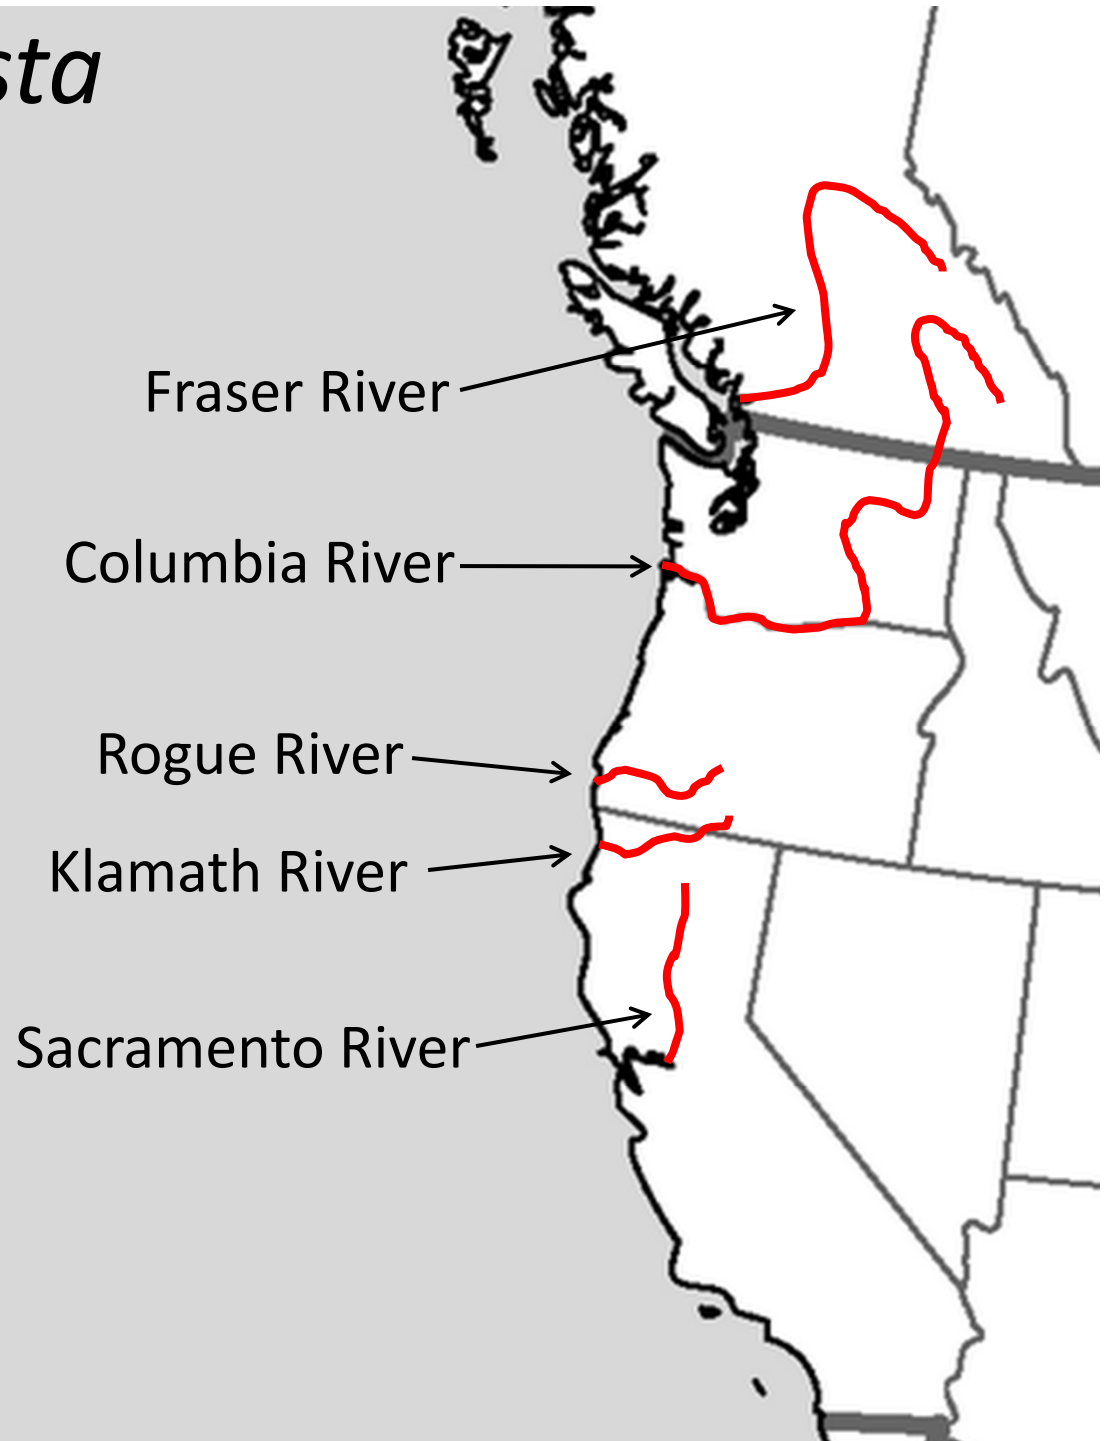 sta
Fraser River
Columbia River
Rogue River
Klamath River
Sacramento River